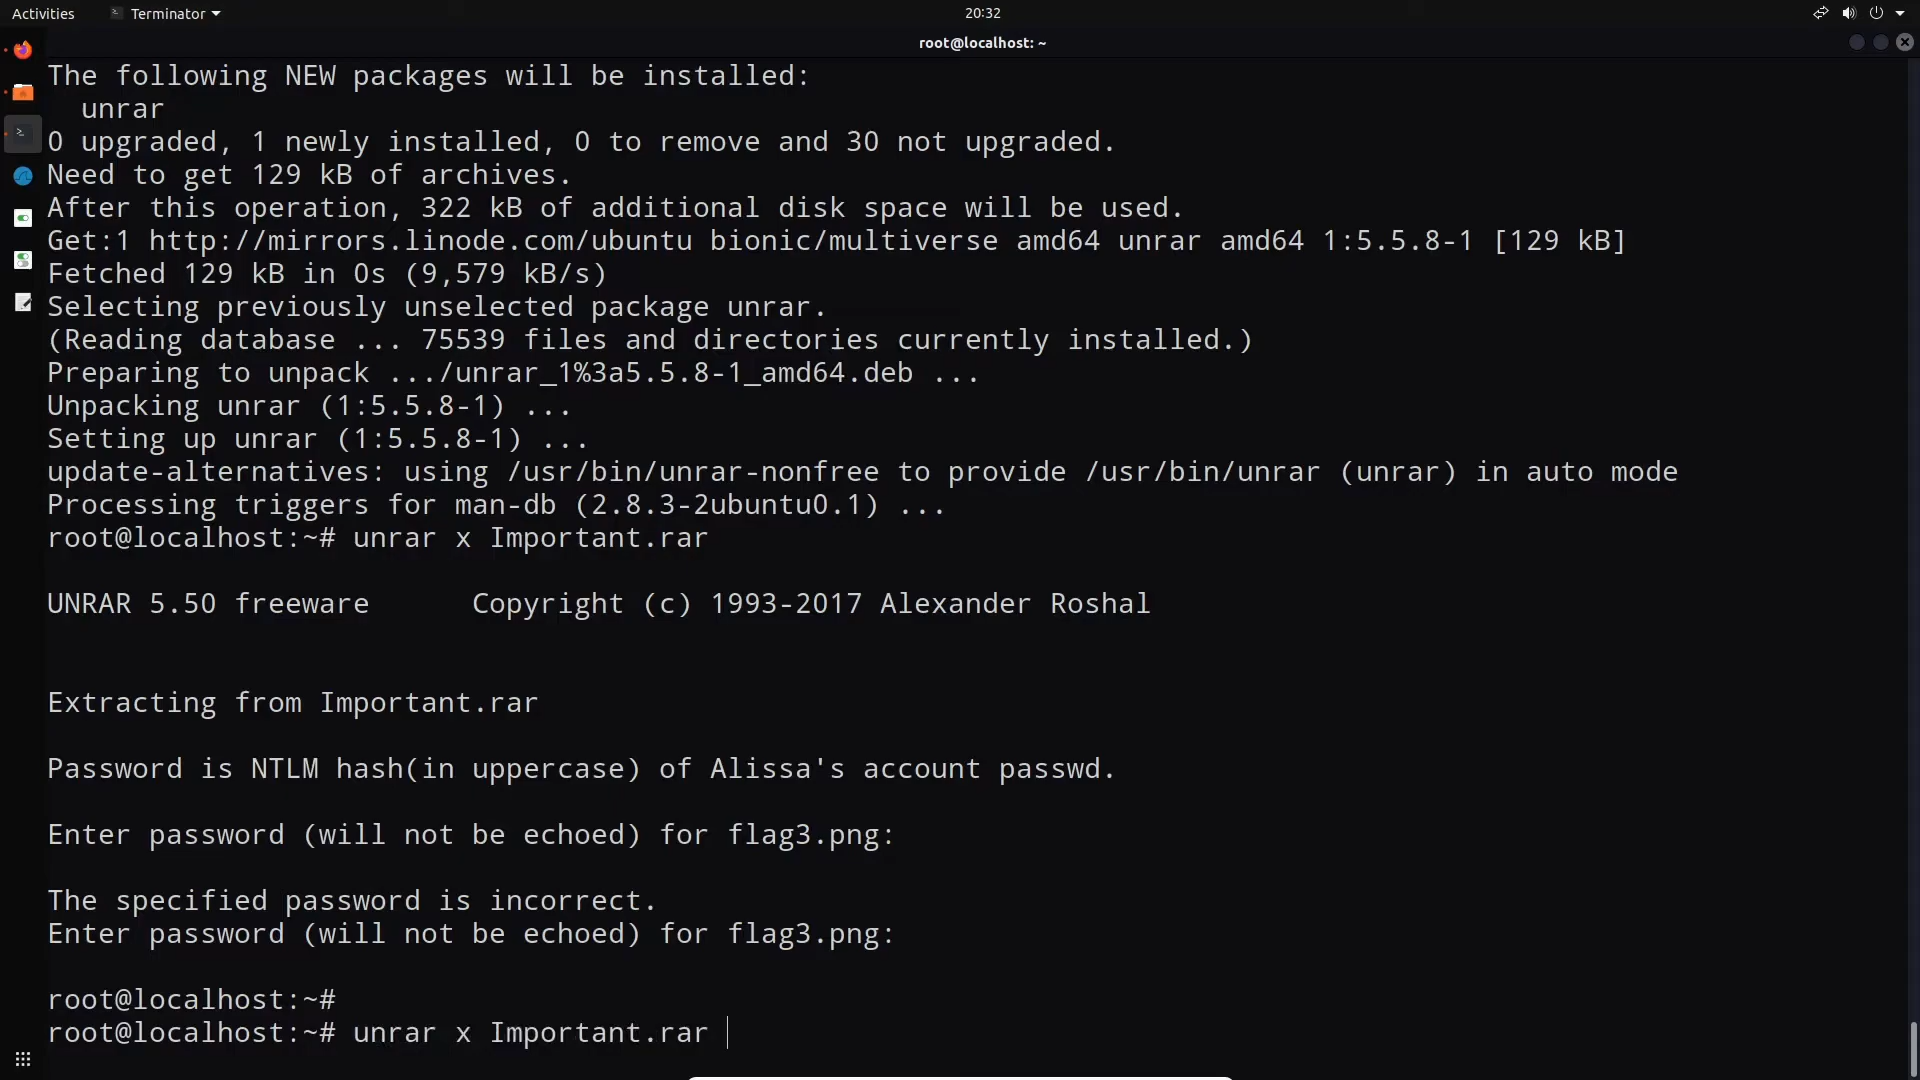 Activities Terminator 20:32
root@localhost: ~
The following NEW packages will be installed:
unrar
0 upgraded, 1 newly installed, 0 to remove and 30 not upgraded.
Need to get 129 kB of archives.
After this operation, 322 kB of additional disk space will be used.
Get:1 http://mirrors.linode.com/ubuntu bionic/multiverse amd64 unrar amd64 1:5.5.8-1 [129 kB]
Fetched 129 kB in 0s (9,579 kB/s)
Selecting previously unselected package unrar.
(Reading database ... 75539 files and directories currently installed.)
Preparing to unpack .../unrar_1%3a5.5.8-1_amd64.deb ...
Unpacking unrar (1:5.5.8-1) ...
Setting up unrar (1:5.5.8-1) ...
update-alternatives: using /usr/bin/unrar-nonfree to provide /usr/bin/unrar (unrar) in auto mode
Processing triggers for man-db (2.8.3-2ubuntu0.1) ...
root@localhost:~# unrar x Important.rar
UNRAR 5.50 freeware Copyright (c) 1993-2017 Alexander Roshal
Extracting from Important.rar
Password is NTLM hash(in uppercase) of Alissa's account passwd.
Enter password (will not be echoed) for flag3.png:
The specified password is incorrect.
Enter password (will not be echoed) for flag3.png:
root@localhost:~#
root@localhost:~# unrar x Important.rar